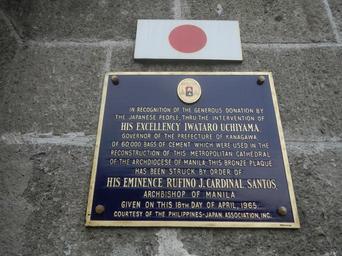 IN RECOGNITION OF THE GENEROUS DONATION BY
THE JAPANESE PEOPLE, THRU THE INTERVENTION OF
HIS EXCELLENCY IWATARO UCHIYAMA
GOVERNOR OF THE PREFECTURE OF KANAGAWA
OF 60,000 BAGS OF CEMENT WHICH WERE USED IN THE
RECONSTRUCTION OF THIS METROPOLITAN CATHEDRAL
OF THE ARCHDIOCESE OF MANILA THIS BRONZE PLAQUE
HAS BEEN STRUCK BY ORDER OF
HIS EMINENCE RUFINO J. CARDINAL SANTOS
ARCHBISHOP OF MANILA
GIVEN ON THIS 18TH DAY OF APRIL, 1965
COURTESY OF THE PHILIPPINES-JAPAN ASSOCIATION, INC.